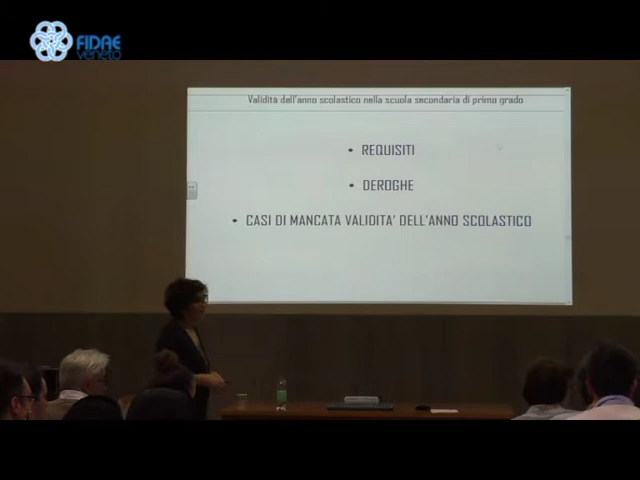 FIDAE
veneto
Validità dell'anno scolastico nella scuola secondaria di primo grado
• REQUISITI
• DEROGHE
• CASI DI MANCATA VALIDITA' DELL'ANNO SCOLASTICO